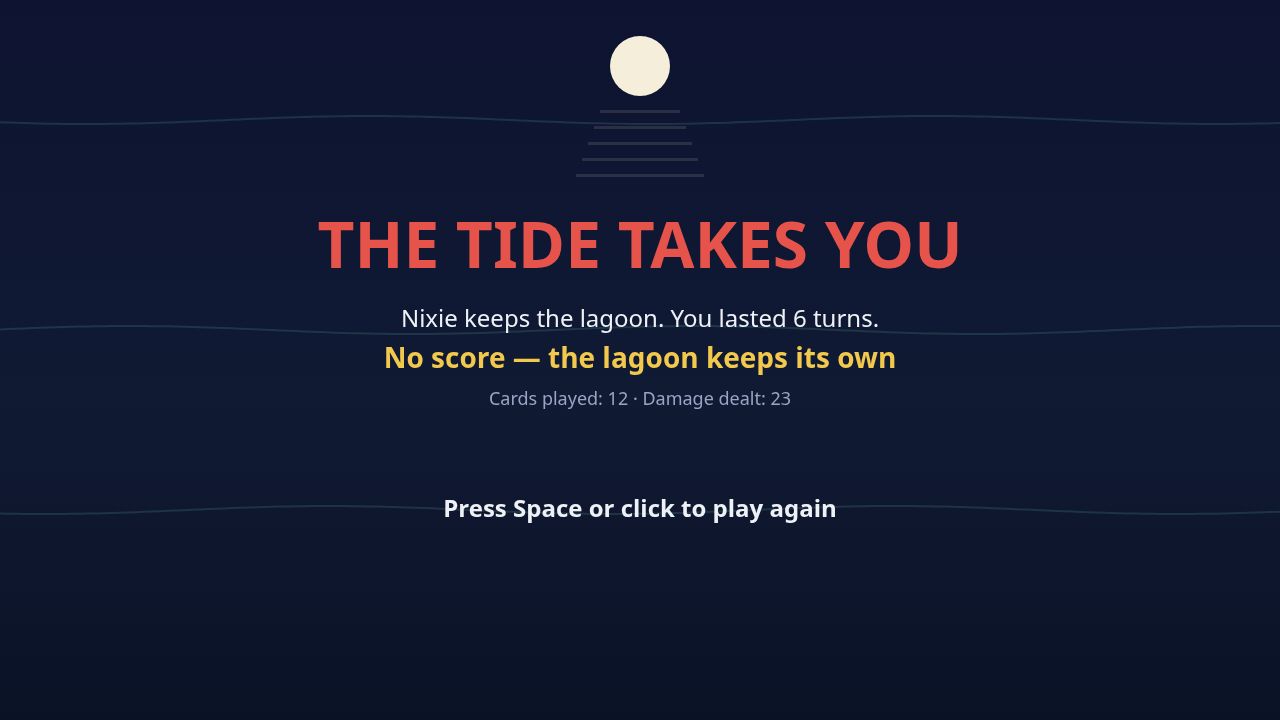 THE TIDE TAKES YOU
Nixie keeps the lagoon. You lasted 6 turns.
No score — the lagoon keeps its own
Cards played: 12 · Damage dealt: 23
Press Space or click to play again